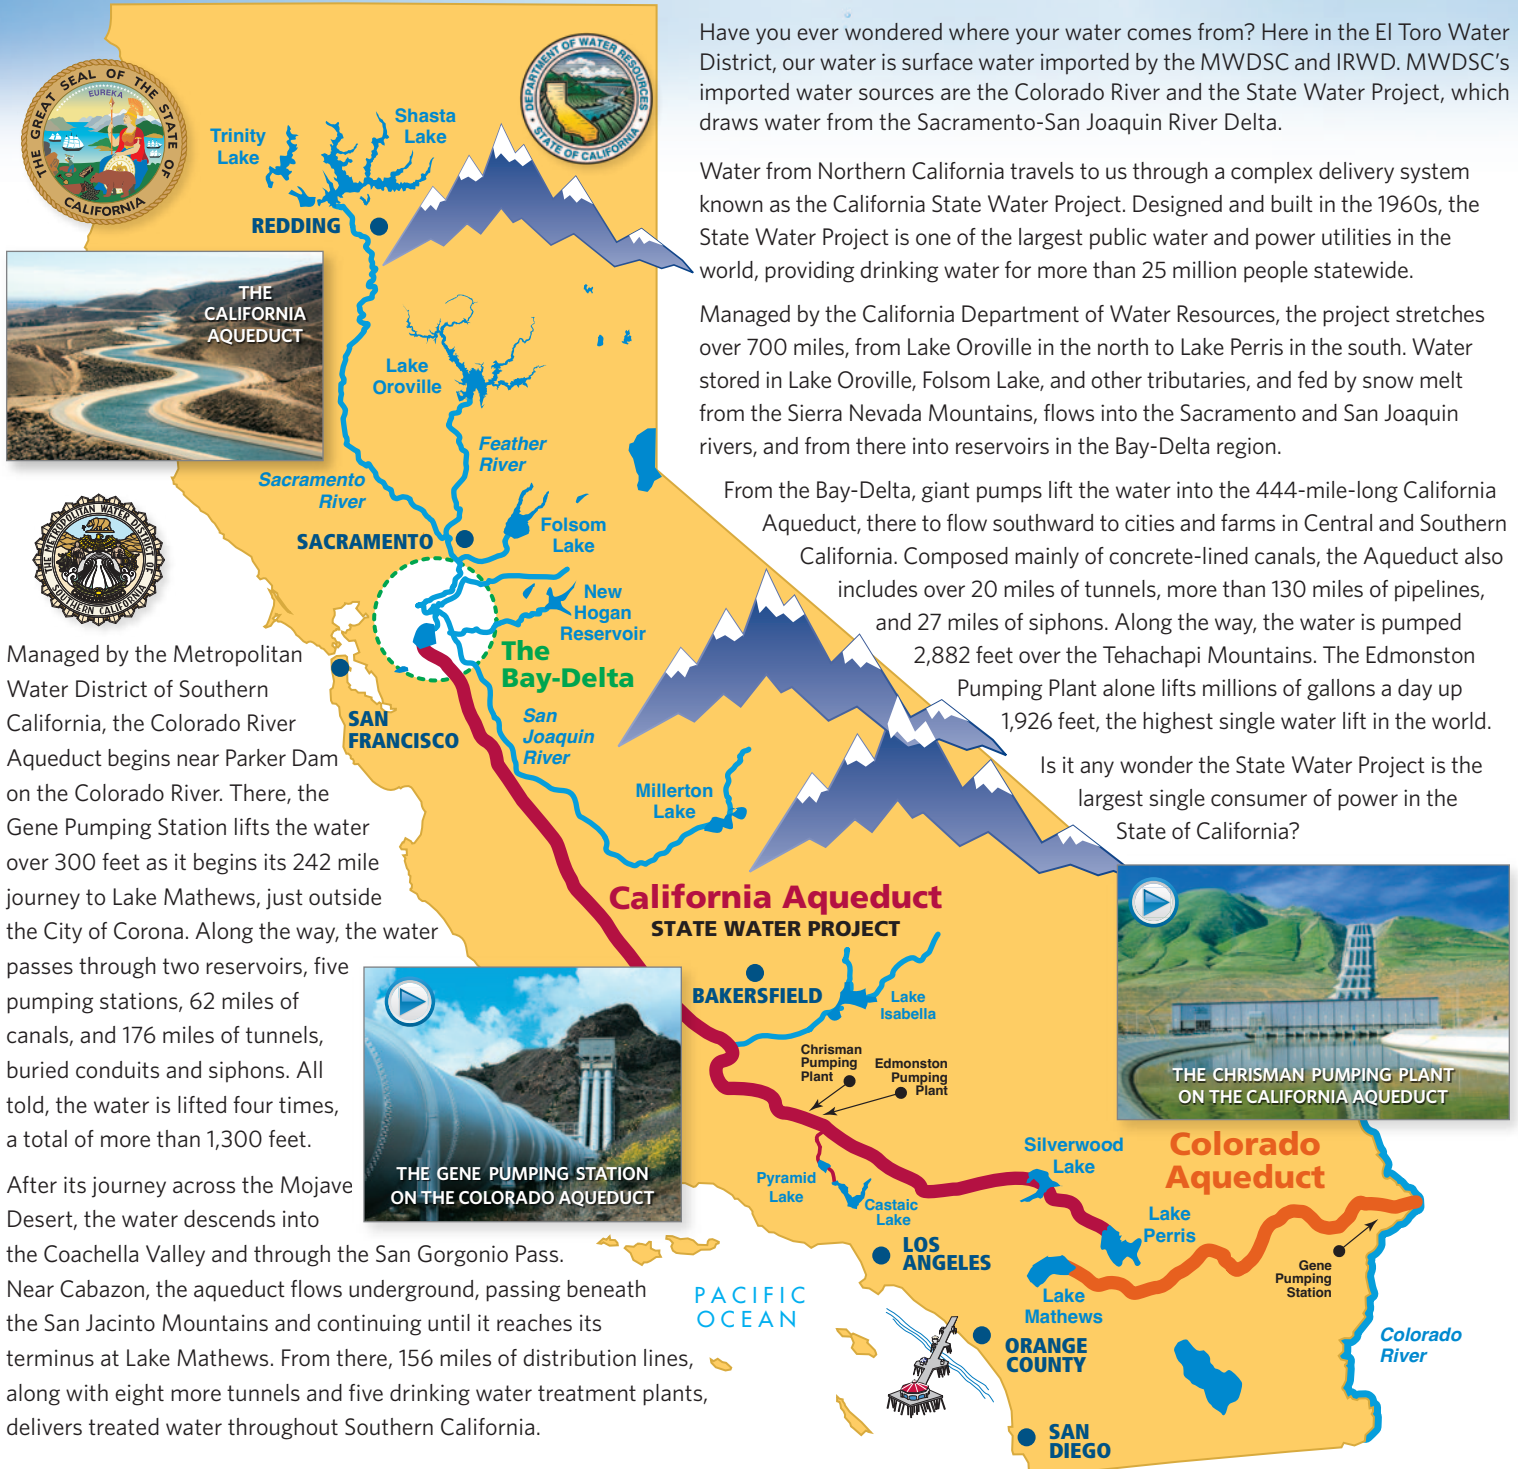 Have you ever wondered where your water comes from? Here in the El Toro Water
District, our water is surface water imported by the MWDSC and IRWD. MWDSC's
imported water sources are the Colorado River and the State Water Project, which
draws water from the Sacramento-San Joaquin River Delta.
Water from Northern California travels to us through a complex delivery system
known as the California State Water Project. Designed and built in the 1960s, the
State Water Project is one of the largest public water and power utilities in the
world, providing drinking water for more than 25 million people statewide.
Managed by the California Department of Water Resources, the project stretches
over 700 miles, from Lake Oroville in the north to Lake Perris in the south. Water
stored in Lake Oroville, Folsom Lake, and other tributaries, and fed by snow melt
from the Sierra Nevada Mountains, flows into the Sacramento and San Joaquin
rivers, and from there into reservoirs in the Bay-Delta region.
From the Bay-Delta, giant pumps lift the water into the 444-mile-long California
Aqueduct, there to flow southward to cities and farms in Central and Southern
California. Composed mainly of concrete-lined canals, the Aqueduct also
includes over 20 miles of tunnels, more than 130 miles of pipelines,
and 27 miles of siphons. Along the way, the water is pumped
2,882 feet over the Tehachapi Mountains. The Edmonston
Pumping Plant alone lifts millions of gallons a day up
1,926 feet, the highest single water lift in the world.
Is it any wonder the State Water Project is the
largest single consumer of power in the
State of California?
THE GREAT SEAL OF THE STATE OF
CALIFORNIA
EUREKA
DEPARTMENT OF WATER RESOURCES
STATE OF CALIFORNIA
Trinity
Lake
Shasta
Lake
REDDING
THE
CALIFORNIA
AQUEDUCT
Lake
Oroville
Feather
River
Sacramento
River
SACRAMENTO
Folsom
Lake
New
Hogan
Reservoir
The
Bay-Delta
THE METROPOLITAN WATER DISTRICT OF
SOUTHERN CALIFORNIA
SAN
FRANCISCO
San
Joaquin
River
Millerton
Lake
Managed by the Metropolitan
Water District of Southern
California, the Colorado River
Aqueduct begins near Parker Dam
on the Colorado River. There, the
Gene Pumping Station lifts the water
over 300 feet as it begins its 242 mile
journey to Lake Mathews, just outside
the City of Corona. Along the way, the water
passes through two reservoirs, five
pumping stations, 62 miles of
canals, and 176 miles of tunnels,
buried conduits and siphons. All
told, the water is lifted four times,
a total of more than 1,300 feet.
After its journey across the Mojave
Desert, the water descends into
the Coachella Valley and through the San Gorgonio Pass.
Near Cabazon, the aqueduct flows underground, passing beneath
the San Jacinto Mountains and continuing until it reaches its
terminus at Lake Mathews. From there, 156 miles of distribution lines,
along with eight more tunnels and five drinking water treatment plants,
delivers treated water throughout Southern California.
California Aqueduct
STATE WATER PROJECT
BAKERSFIELD
Lake
Isabella
Chrisman
Pumping
Plant
Edmonston
Pumping
Plant
THE GENE PUMPING STATION
ON THE COLORADO AQUEDUCT
THE CHRISMAN PUMPING PLANT
ON THE CALIFORNIA AQUEDUCT
Pyramid
Lake
Castaic
Lake
Silverwood
Lake
Colorado
Aqueduct
Lake
Perris
LOS
ANGELES
Gene
Pumping
Station
Lake
Mathews
PACIFIC
OCEAN
ORANGE
COUNTY
Colorado
River
SAN
DIEGO